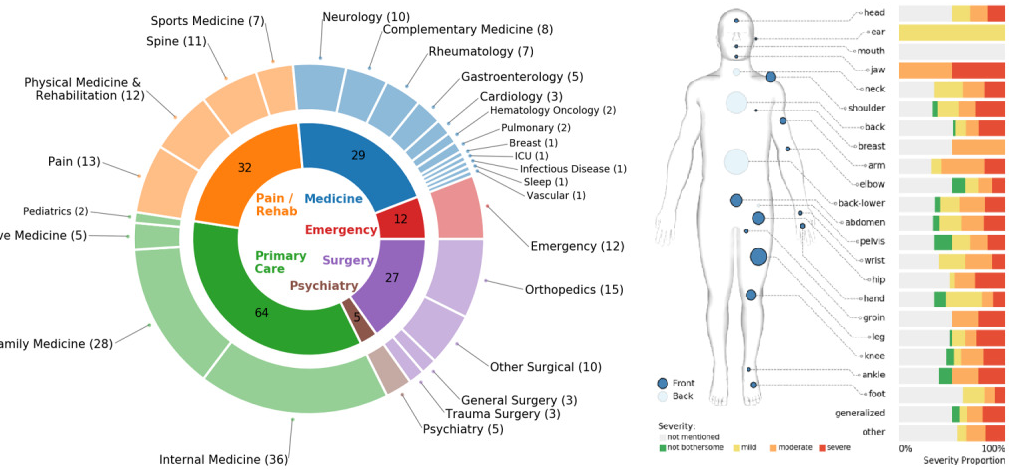 Neurology (10)
Sports Medicine (7)
Complementary Medicine (8)
Spine (11)
Rheumatology (7)
Physical Medicine &
Rehabilitation (12)
Gastroenterology (5)
Cardiology (3)
Hematology Oncology (2)
Pulmonary (2)
Breast (1)
ICU (1)
Infectious Disease (1)
Sleep (1)
Vascular (1)
Pain (13)
Pediatrics (2)
ve Medicine (5)
Emergency (12)
Orthopedics (15)
amily Medicine (28)
Other Surgical (10)
General Surgery (3)
Trauma Surgery (3)
Psychiatry (5)
Internal Medicine (36)
32
29
12
27
5
64
Pain /
Rehab
Medicine
Emergency
Primary
Care
Surgery
Psychiatry
head
ear
mouth
jaw
neck
shoulder
back
breast
arm
elbow
back-lower
abdomen
pelvis
wrist
hip
hand
groin
leg
knee
ankle
foot
generalized
other
Front
Back
Severity:
not mentioned
not bothersome
mild
moderate
severe
0%
100%
Severity Proportion